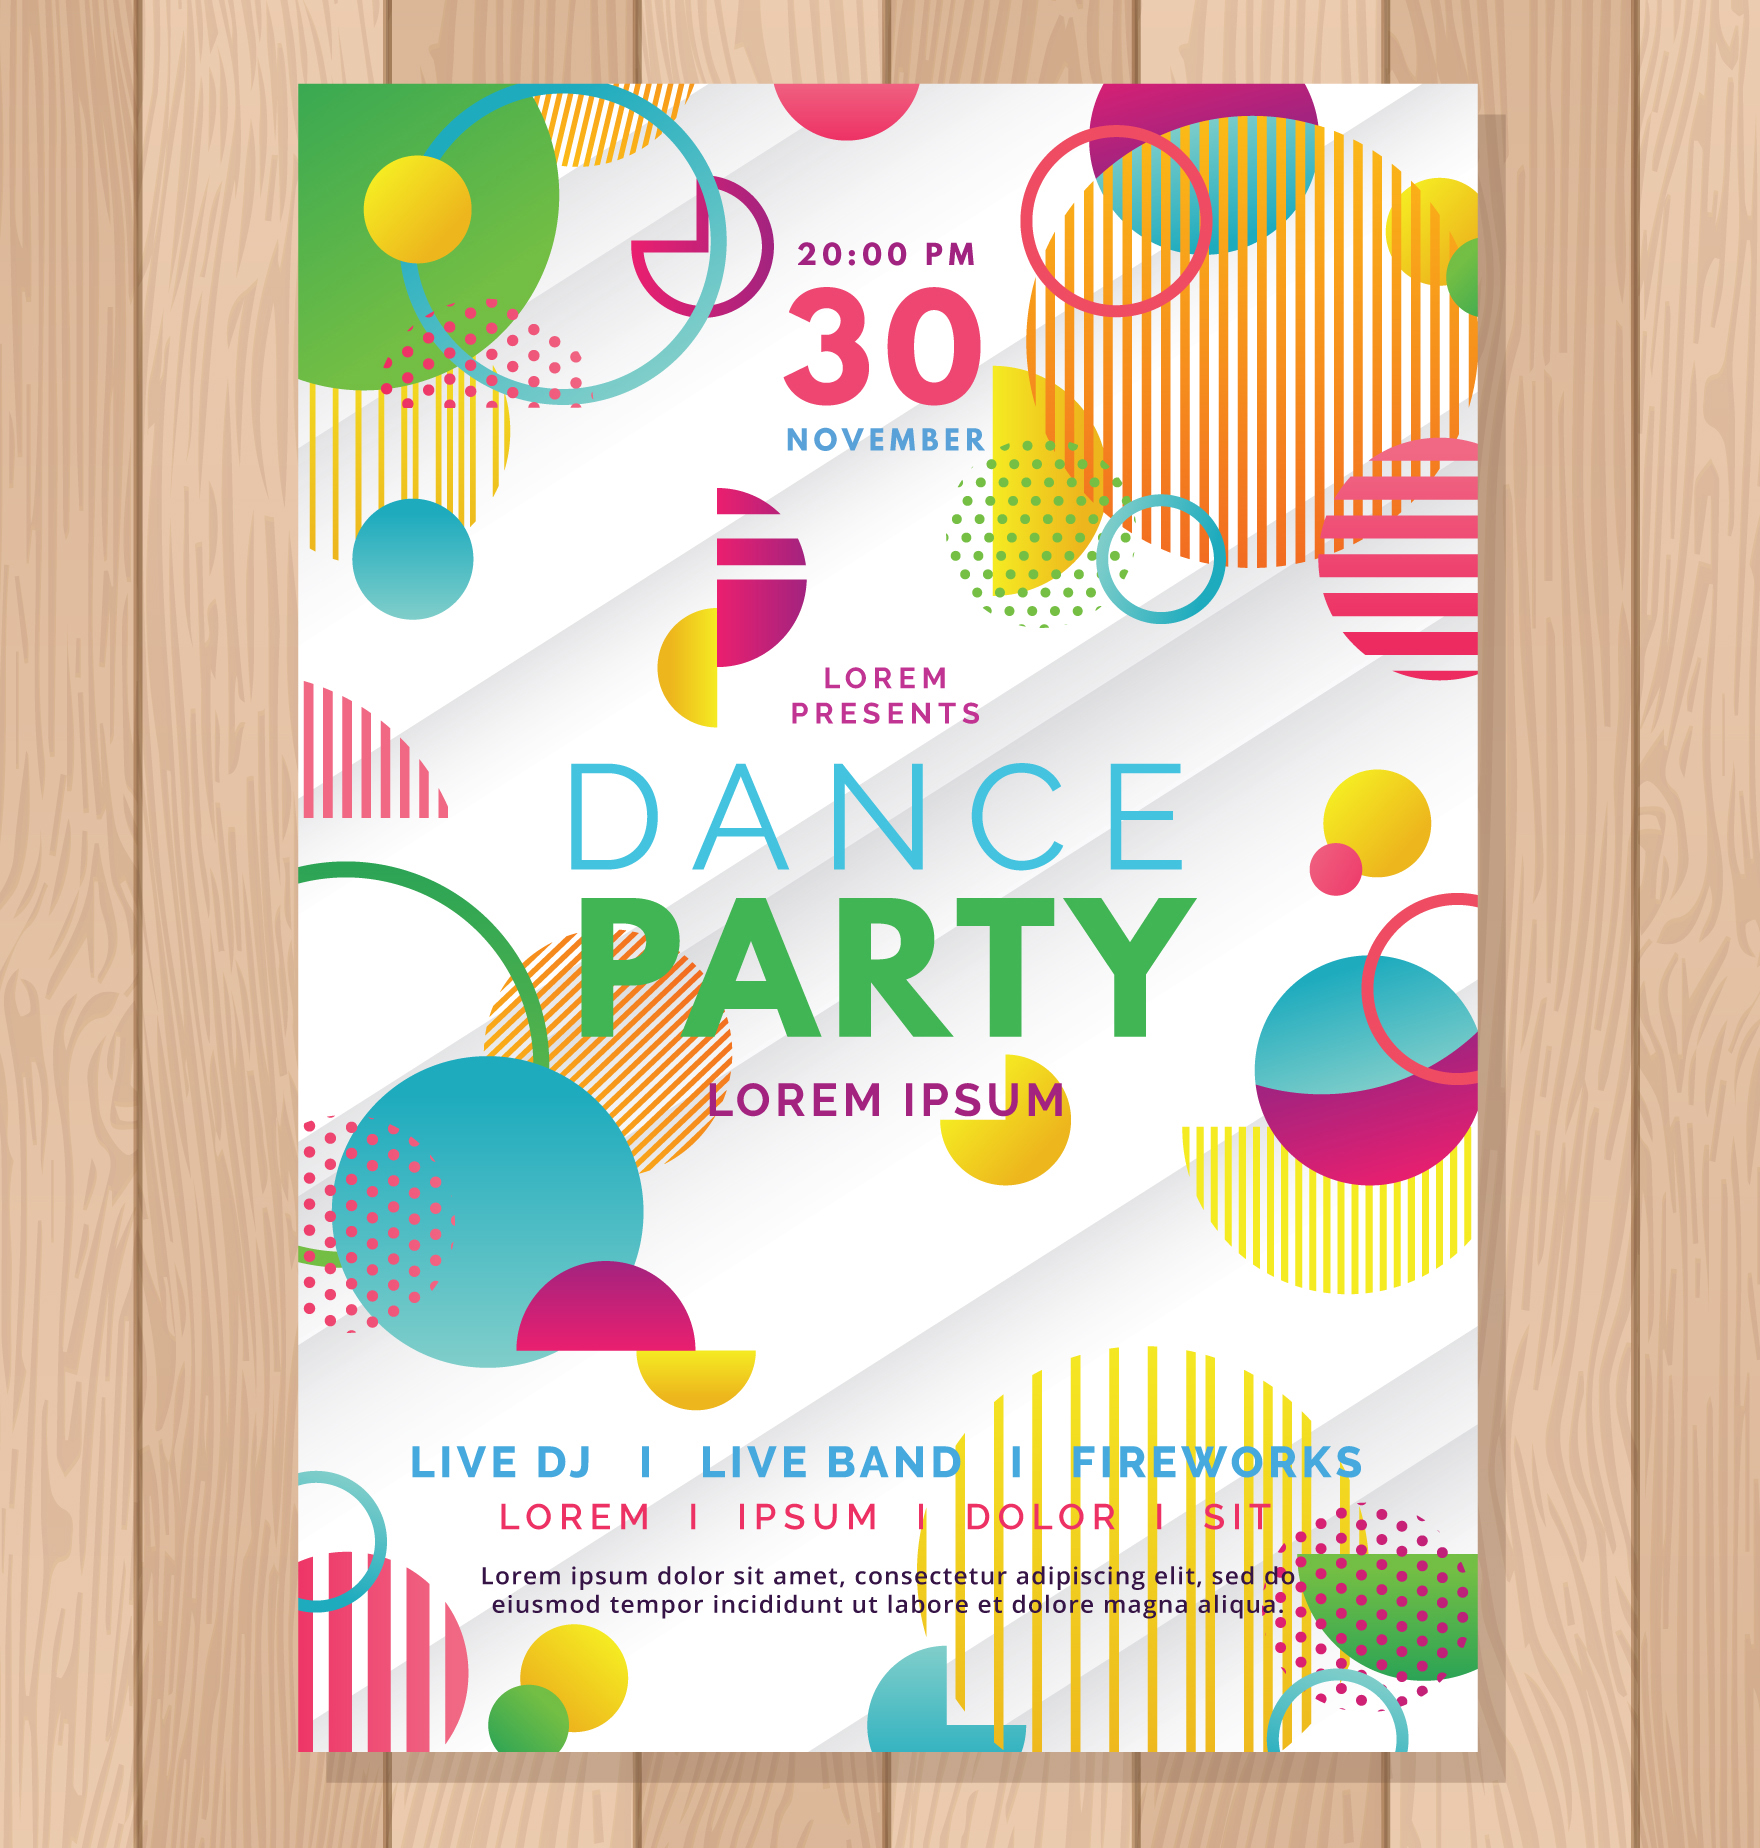 20:00 PM
30
NOVEMBER
LOREM
PRESENTS
DANCE
PARTY
LOREM IPSUM
LIVE DJ I LIVE BAND I FIREWORKS
LOREM I IPSUM I DOLOR I SIT
Lorem ipsum dolor sit amet, consectetur adipiscing elit, sed do
eiusmod tempor incididunt ut labore et dolore magna aliqua.